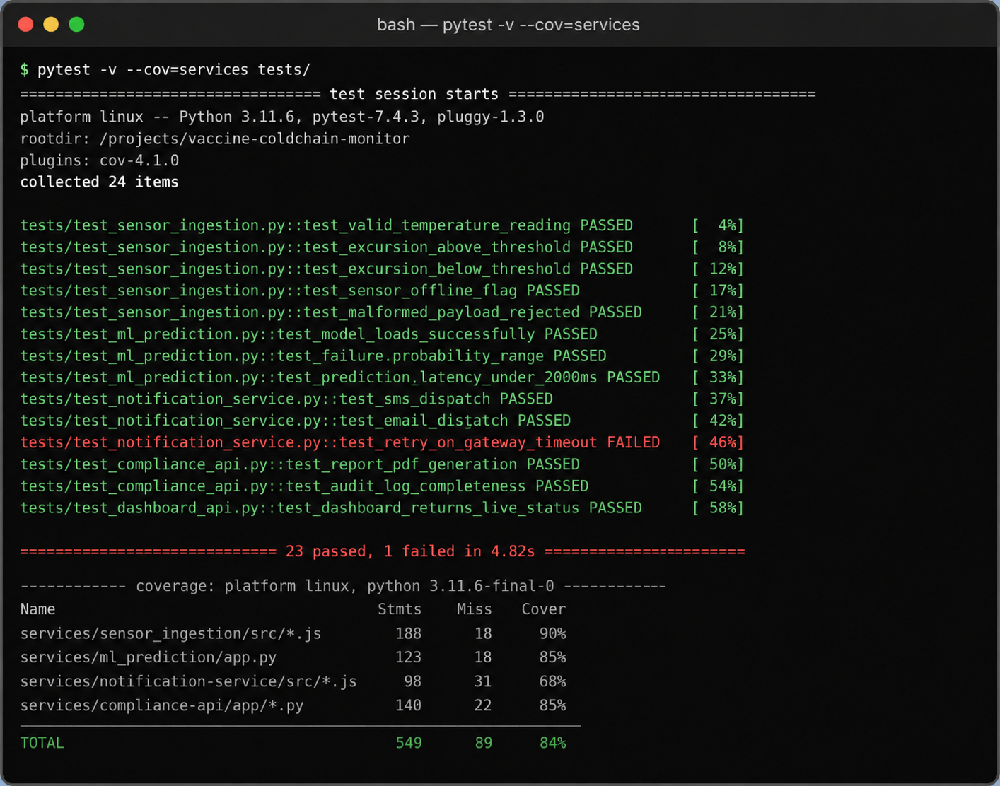 bash — pytest -v --cov=services
$ pytest -v --cov=services tests/
================================== test session starts ===================================
platform linux -- Python 3.11.6, pytest-7.4.3, pluggy-1.3.0
rootdir: /projects/vaccine-coldchain-monitor
plugins: cov-4.1.0
collected 24 items
tests/test_sensor_ingestion.py::test_valid_temperature_reading PASSED [ 4%]
tests/test_sensor_ingestion.py::test_excursion_above_threshold PASSED [ 8%]
tests/test_sensor_ingestion.py::test_excursion_below_threshold PASSED [ 12%]
tests/test_sensor_ingestion.py::test_sensor_offline_flag PASSED [ 17%]
tests/test_sensor_ingestion.py::test_malformed_payload_rejected PASSED [ 21%]
tests/test_ml_prediction.py::test_model_loads_successfully PASSED [ 25%]
tests/test_ml_prediction.py::test_failure.probability_range PASSED [ 29%]
tests/test_ml_prediction.py::test_prediction_latency_under_2000ms PASSED [ 33%]
tests/test_notification_service.py::test_sms_dispatch PASSED [ 37%]
tests/test_notification_service.py::test_email_distatch PASSED [ 42%]
tests/test_notification_service.py::test_retry_on_gateway_timeout FAILED [ 46%]
tests/test_compliance_api.py::test_report_pdf_generation PASSED [ 50%]
tests/test_compliance_api.py::test_audit_log_completeness PASSED [ 54%]
tests/test_dashboard_api.py::test_dashboard_returns_live_status PASSED [ 58%]
============================= 23 passed, 1 failed in 4.82s =======================
------------ coverage: platform linux, python 3.11.6-final-0 ------------
Name Stmts Miss Cover
services/sensor_ingestion/src/*.js 188 18 90%
services/ml_prediction/app.py 123 18 85%
services/notification-service/src/*.js 98 31 68%
services/compliance-api/app/*.py 140 22 85%
TOTAL 549 89 84%